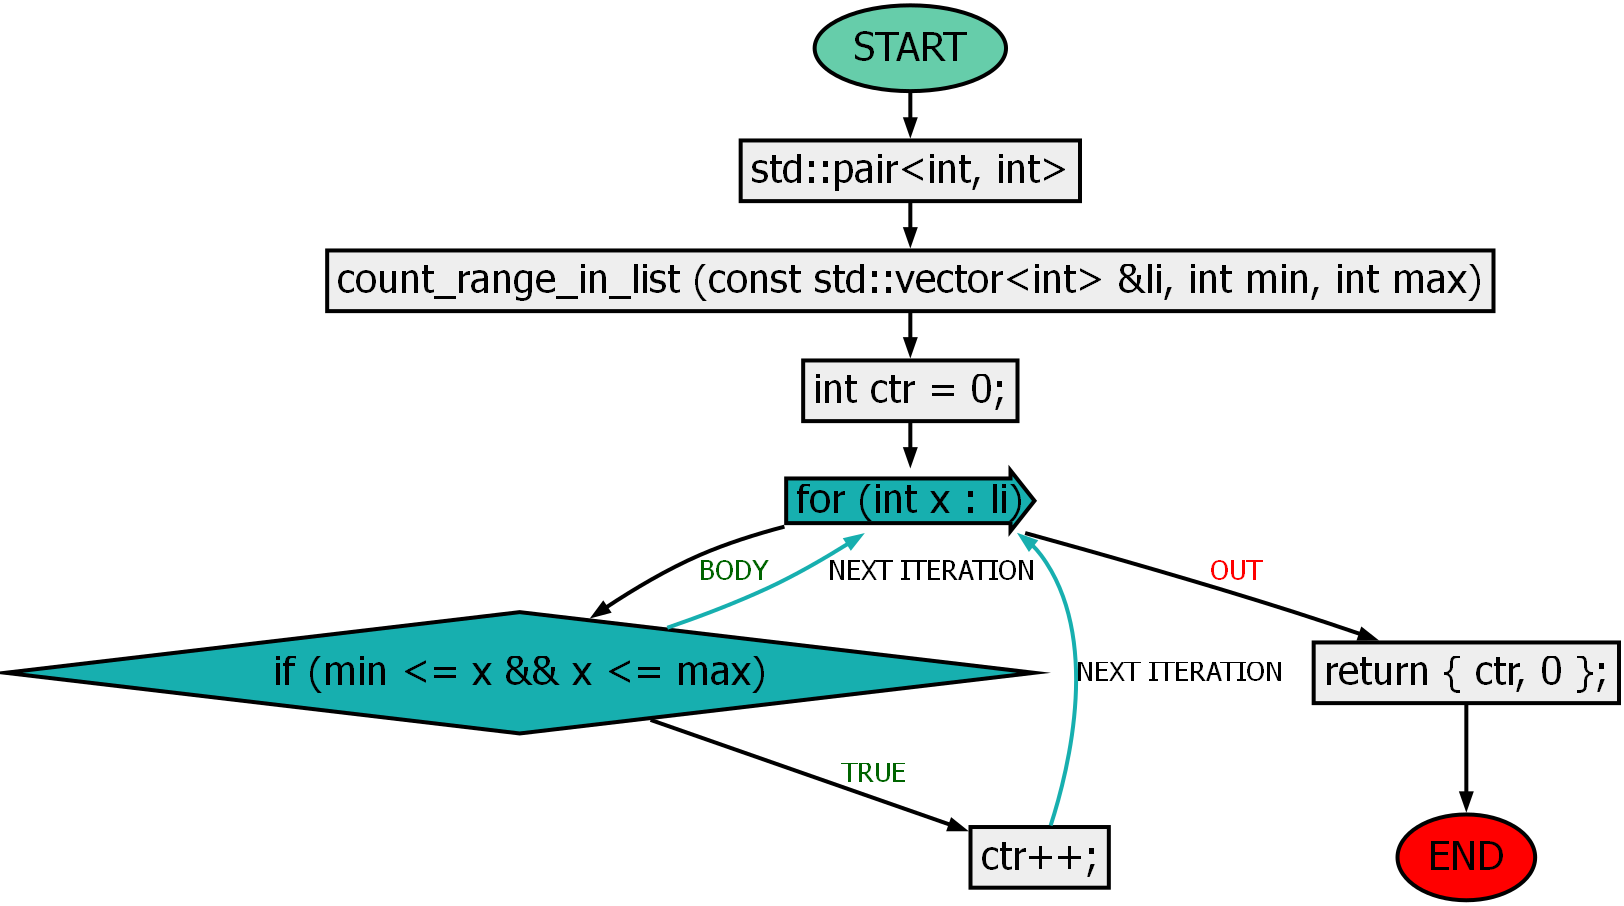 START
std::pair<int, int>
count_range_in_list (const std::vector<int> &li, int min, int max)
int ctr = 0;
for (int x : li)
BODY
NEXT ITERATION
OUT
if (min <= x && x <= max)
NEXT ITERATION
return { ctr, 0 };
TRUE
ctr++;
END